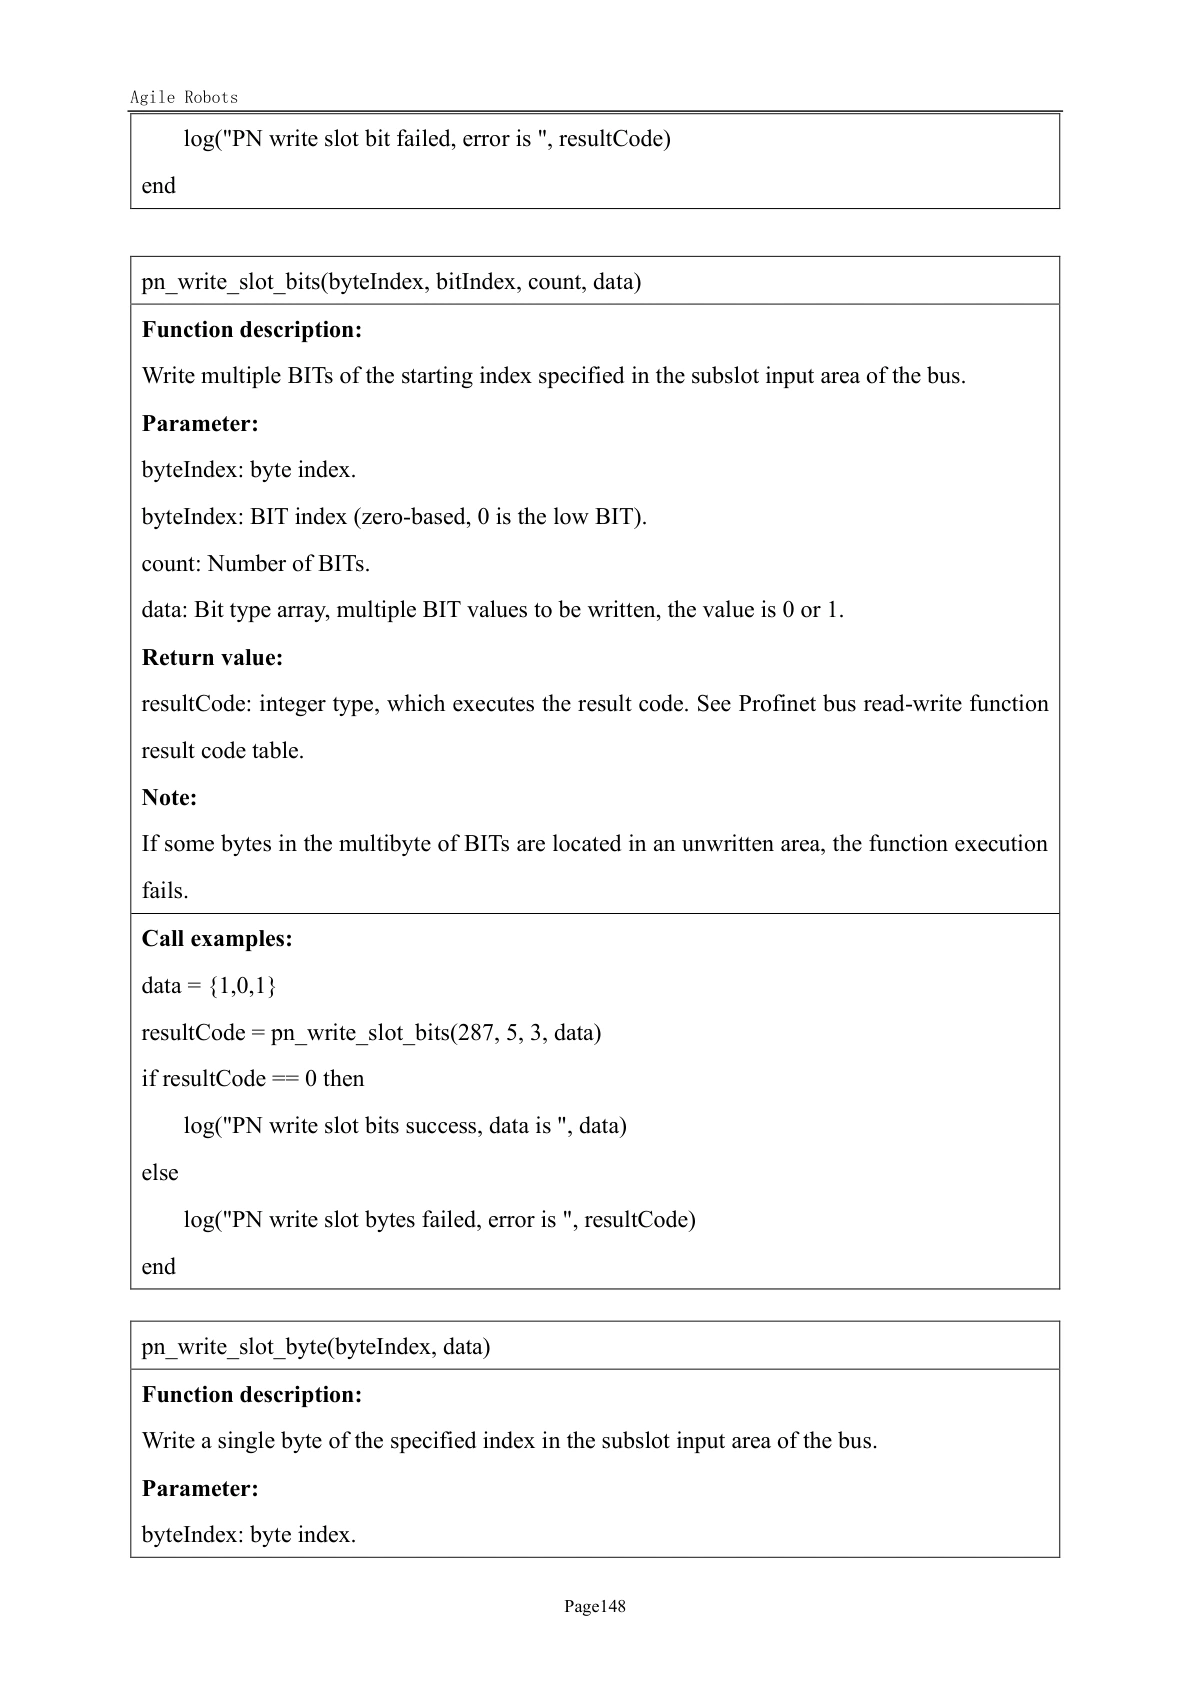 Agile Robots
log("PN write slot bit failed, error is ", resultCode)
end
pn_write_slot_bits(byteIndex, bitIndex, count, data)
Function description:
Write multiple BITs of the starting index specified in the subslot input area of the bus.
Parameter:
byteIndex: byte index.
byteIndex: BIT index (zero-based, 0 is the low BIT).
count: Number of BITs.
data: Bit type array, multiple BIT values to be written, the value is 0 or 1.
Return value:
resultCode: integer type, which executes the result code. See Profinet bus read-write function
result code table.
Note:
If some bytes in the multibyte of BITs are located in an unwritten area, the function execution
fails.
Call examples:
data = {1,0,1}
resultCode = pn_write_slot_bits(287, 5, 3, data)
if resultCode == 0 then
log("PN write slot bits success, data is ", data)
else
log("PN write slot bytes failed, error is ", resultCode)
end
pn_write_slot_byte(byteIndex, data)
Function description:
Write a single byte of the specified index in the subslot input area of the bus.
Parameter:
byteIndex: byte index.
Page148